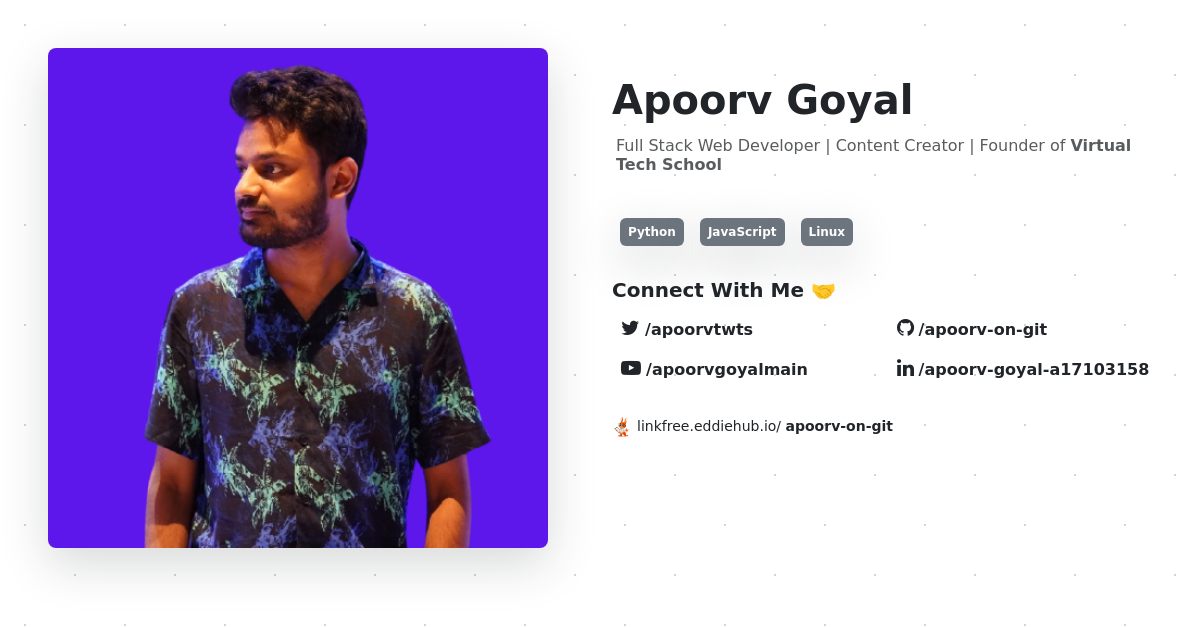 Apoorv Goyal
Full Stack Web Developer | Content Creator | Founder of Virtual
Tech School
Python JavaScript Linux
Connect With Me 🤝
/apoorvtwts /apoorv-on-git
/apoorvgoyalmain /apoorv-goyal-a17103158
linkfree.eddiehub.io/ apoorv-on-git